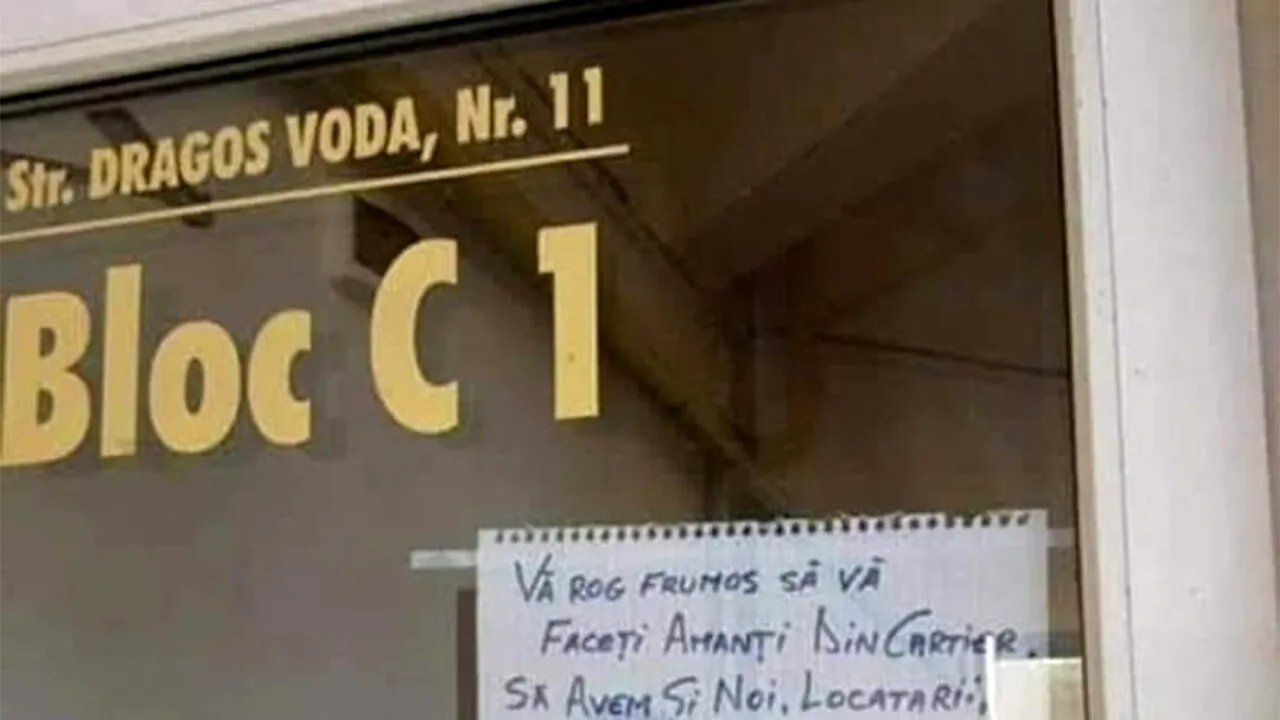 Str. DRAGOS VODA, Nr. 11
Bloc C 1
VĂ ROG FRUMOS SĂ VĂ
FACEȚI AMANȚI DIN CARTIER.
SĂ AVEM Și NOi, LOCATARii,